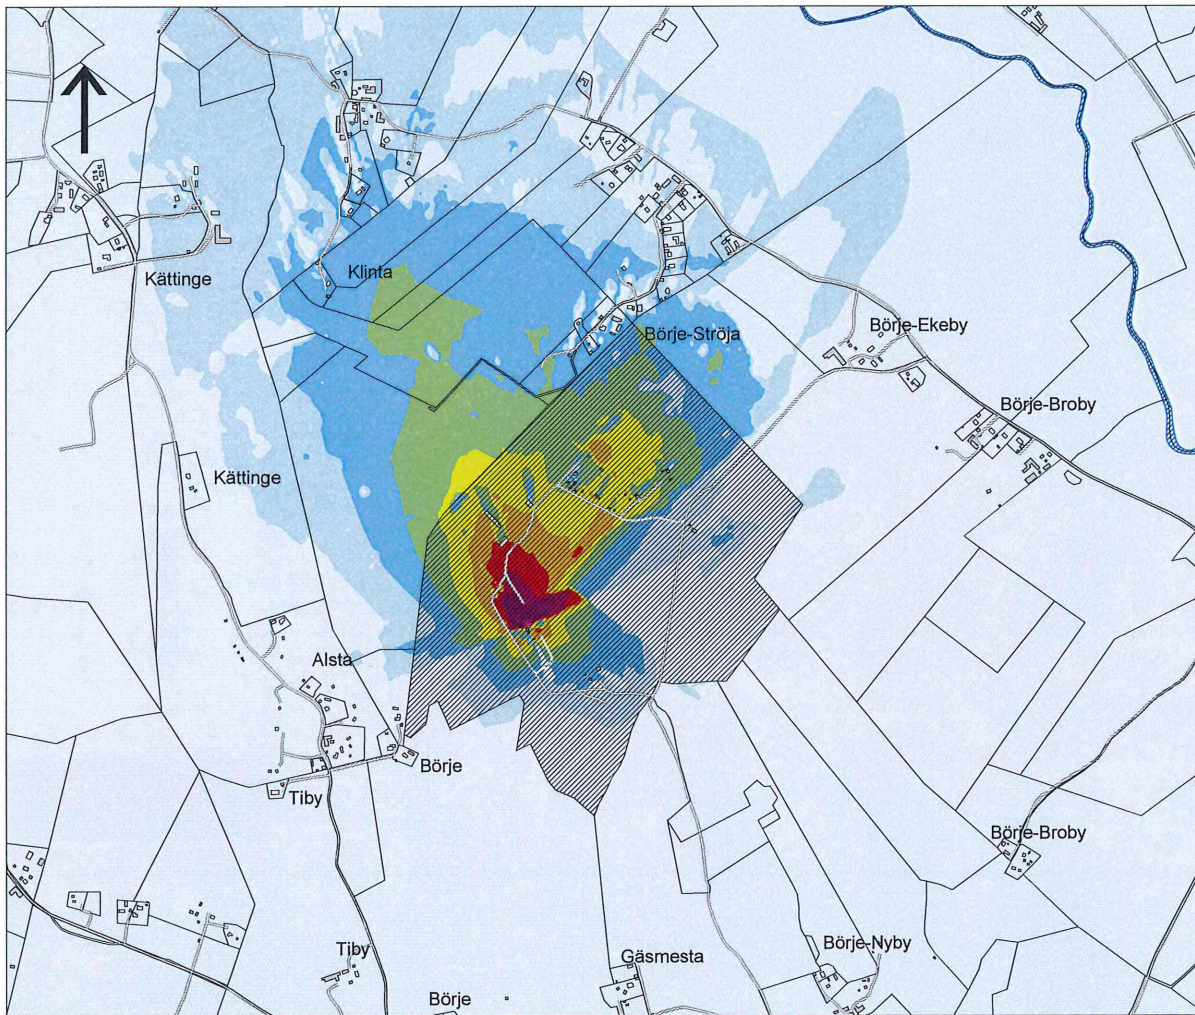 Klinta
Kättinge
Börje-Ekeby
Börje-Ströja
Börje-Broby
Kättinge
Alsta
Börje
Tiby
Börje-Broby
Börje-Nyby
Tiby
Gäsmesta
Börje